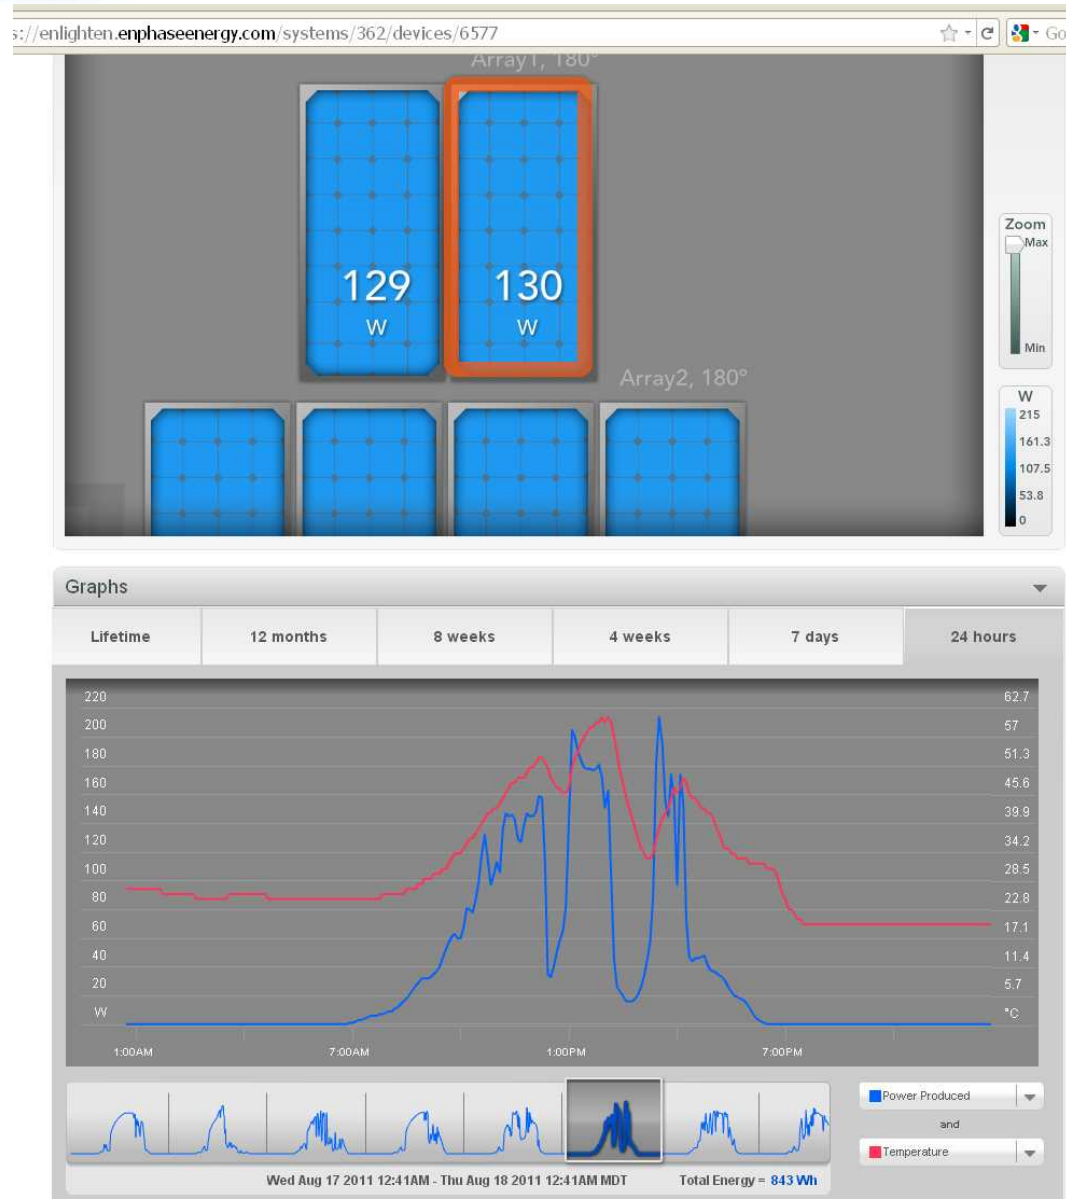 s://enlighten.enphaseenergy.com/systems/362/devices/6577
Go
Array1, 180°
129
W
130
W
Array2, 180°
Zoom
Max
Min
W
215
161.3
107.5
53.8
0
Graphs
Lifetime 12 months 8 weeks 4 weeks 7 days 24 hours
220 62.7
200 57
180 51.3
160 45.6
140 39.9
120 34.2
100 28.5
80 22.8
60 17.1
40 11.4
20 5.7
W °C
1:00AM 7:00AM 1:00PM 7:00PM
Power Produced
and
Temperature
Wed Aug 17 2011 12:41AM - Thu Aug 18 2011 12:41AM MDT Total Energy = 843 Wh